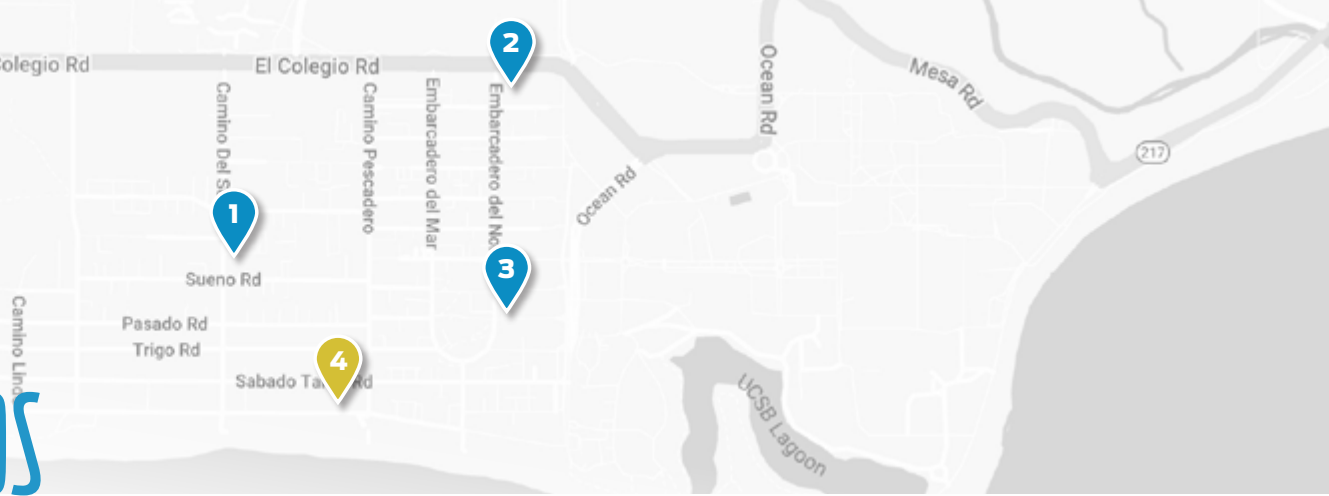 olegio Rd
El Colegio Rd
2
Ocean Rd
Mesa Rd
Camino Del S
Camino Pescadero
Embarcadero del Mar
Embarcadero del No
217
Ocean Rd
1
3
Sueno Rd
Camino Lind
Pasado Rd
Trigo Rd
4
Sabado Ta Rd
UCSB Lagoon
OS